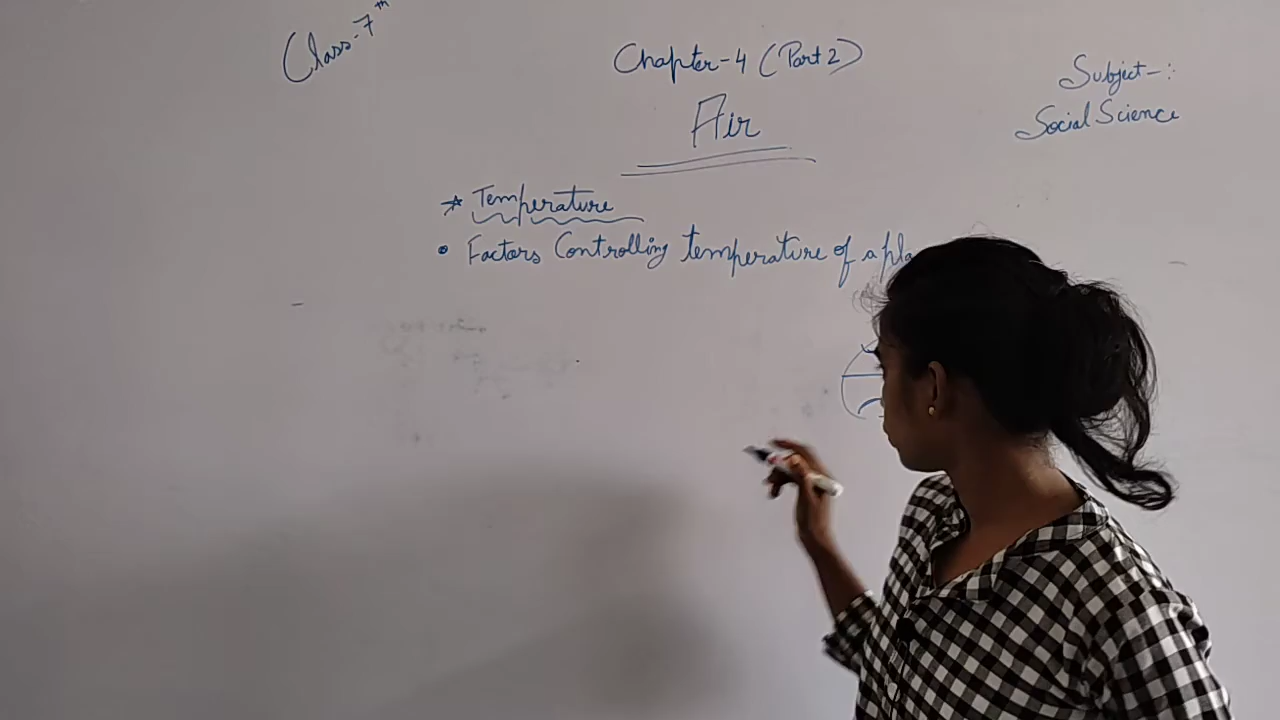 Class-7th
Chapter-4 (Part 2)
Subject-:
Social Science
Air
* Temperature
• Factors Controlling temperature of a pla